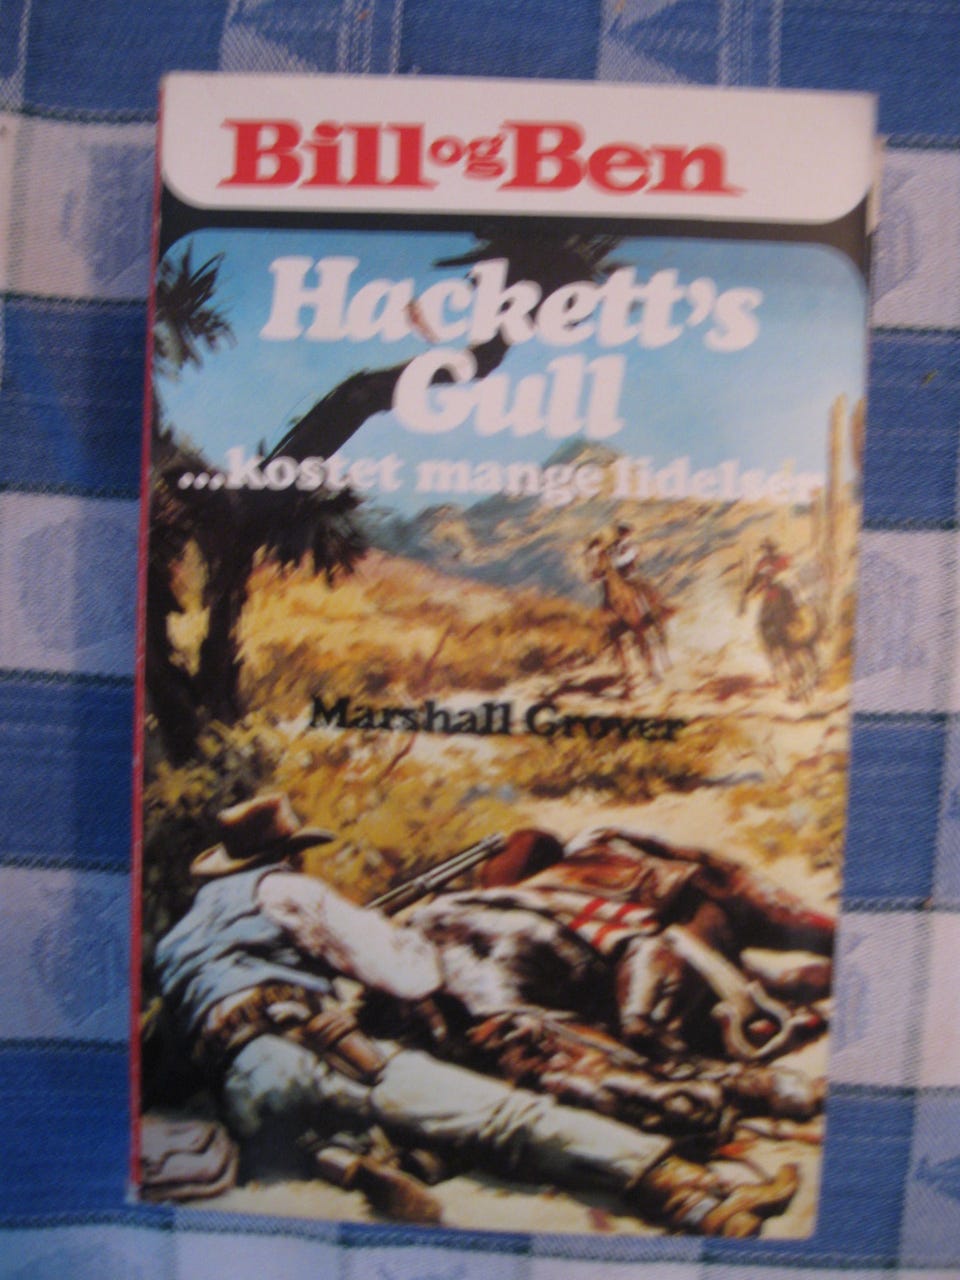 Bill og Ben
Hackett's
Gull
...kostet mange lidelser
Marshall Grover